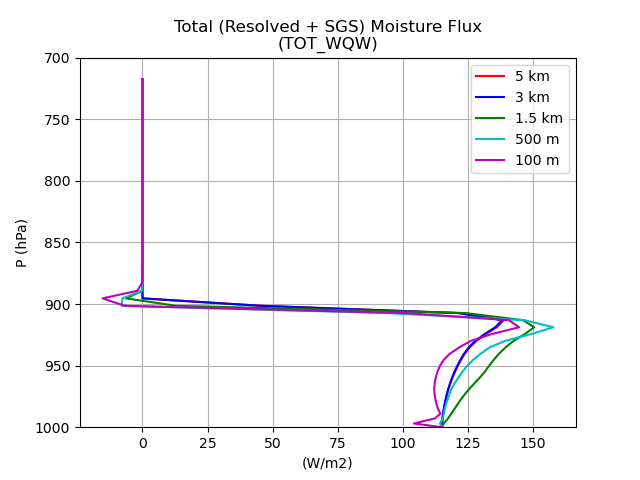 Total (Resolved + SGS) Moisture Flux
(TOT_WQW)
700
750
800
850
900
950
1000
P (hPa)
5 km
3 km
1.5 km
500 m
100 m
0
25
50
75
100
125
150
(W/m2)